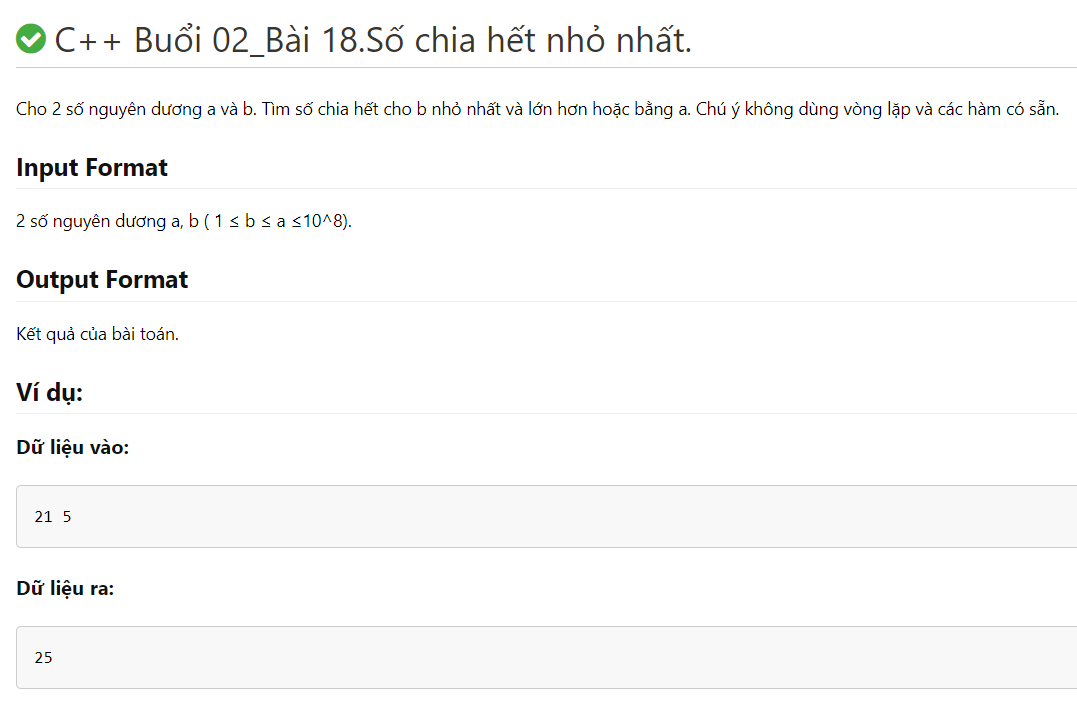 C++ Buổi 02_Bài 18.Số chia hết nhỏ nhất.
Cho 2 số nguyên dương a và b. Tìm số chia hết cho b nhỏ nhất và lớn hơn hoặc bằng a. Chú ý không dùng vòng lặp và các hàm có sẵn.
Input Format
2 số nguyên dương a, b ( 1 ≤ b ≤ a ≤10^8).
Output Format
Kết quả của bài toán.
Ví dụ:
Dữ liệu vào:
21 5
Dữ liệu ra:
25